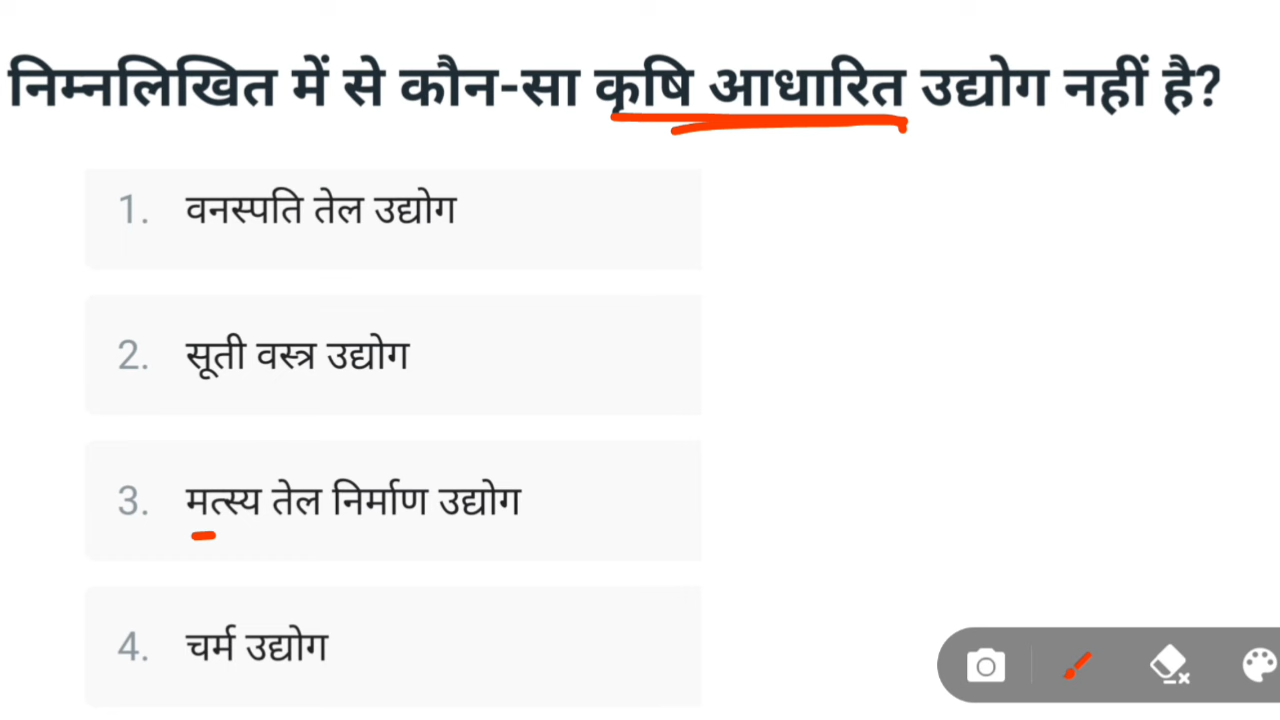 निम्नलिखित में से कौन-सा कृषि आधारित उद्योग नहीं है?
1. वनस्पति तेल उद्योग
2. सूती वस्त्र उद्योग
3. मत्स्य तेल निर्माण उद्योग
4. चर्म उद्योग